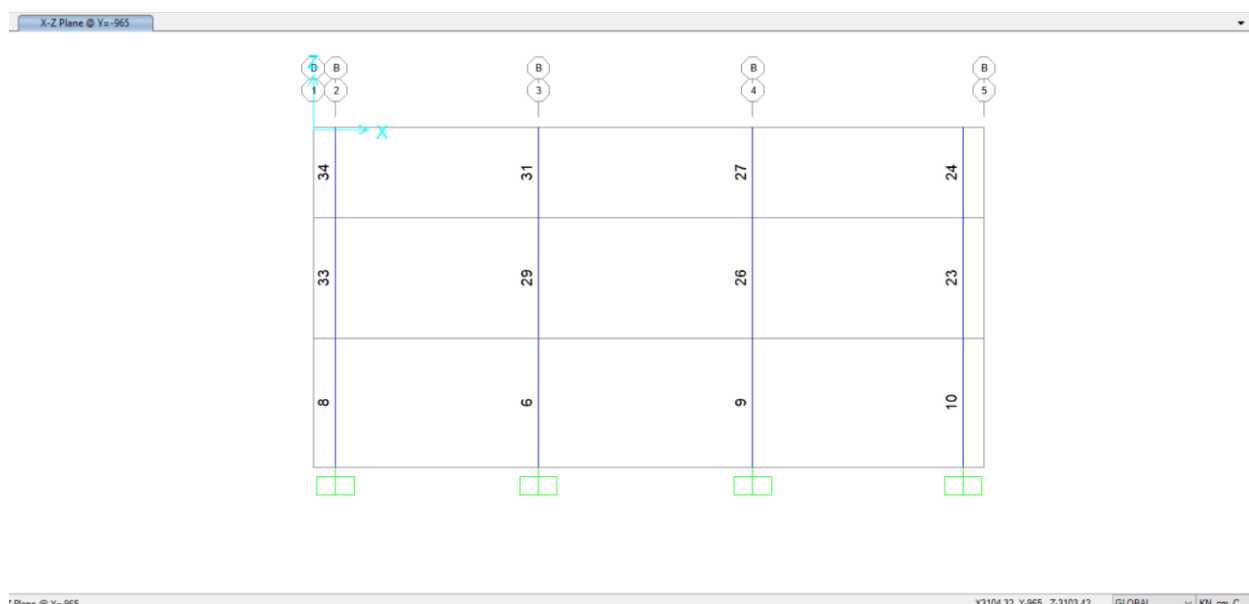 X-Z Plane @ Y=-965
Z
B B B B B
1 2 3 4 5
X
34 31 27 24
33 29 26 23
8 6 9 10
X3104.32 Y-965 Z-3103.42 GLOBAL KN, cm, C